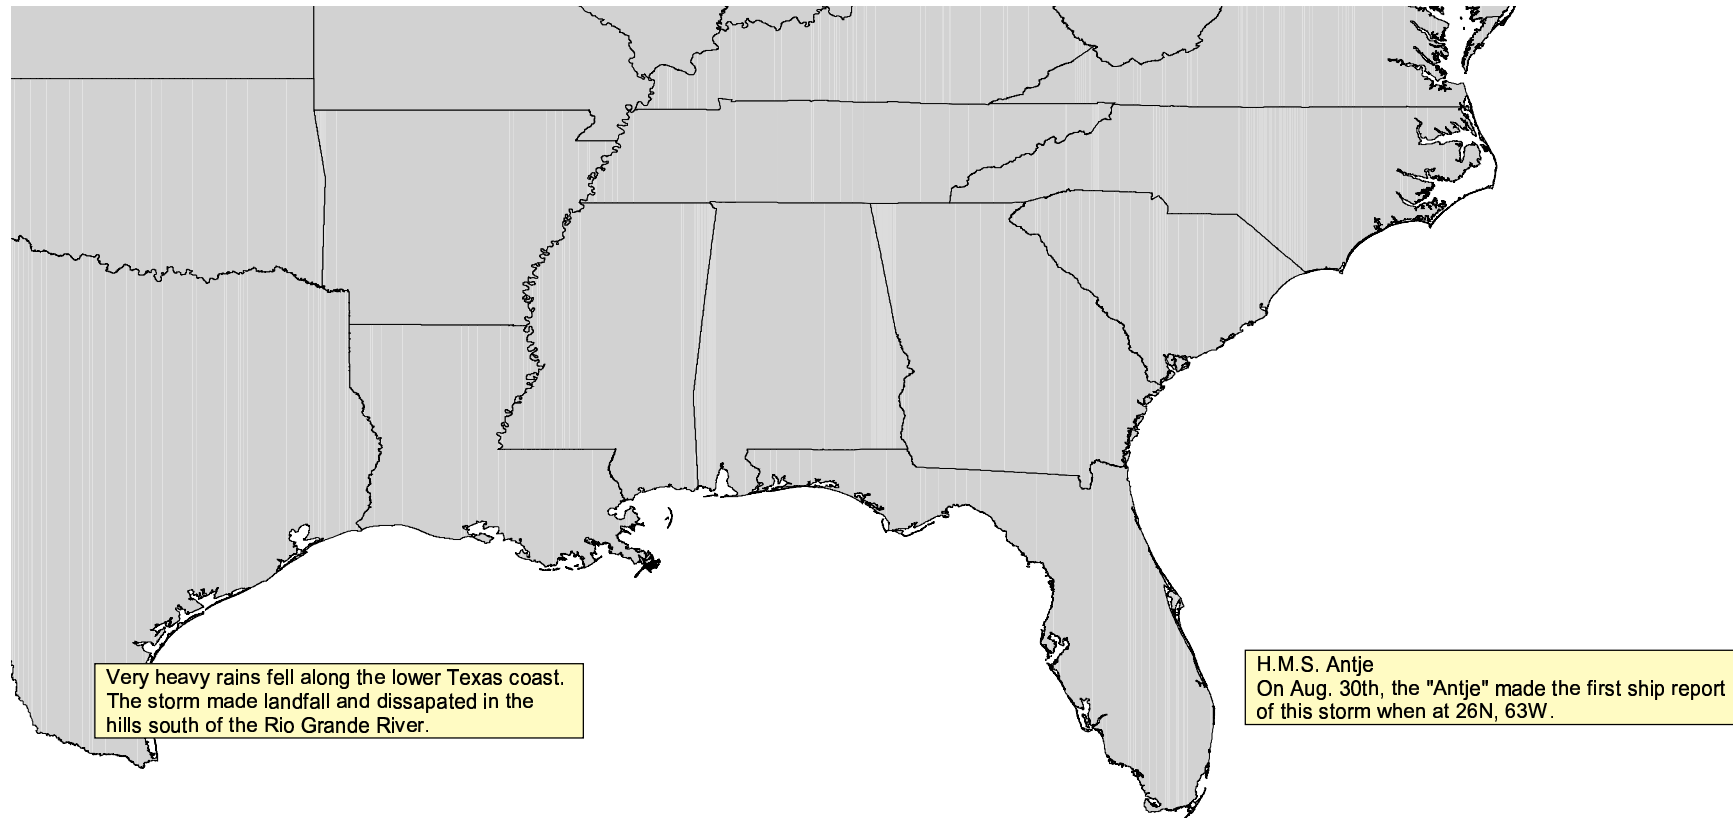 Very heavy rains fell along the lower Texas coast.
The storm made landfall and dissapated in the
hills south of the Rio Grande River.
H.M.S. Antje
On Aug. 30th, the "Antje" made the first ship report
of this storm when at 26N, 63W.